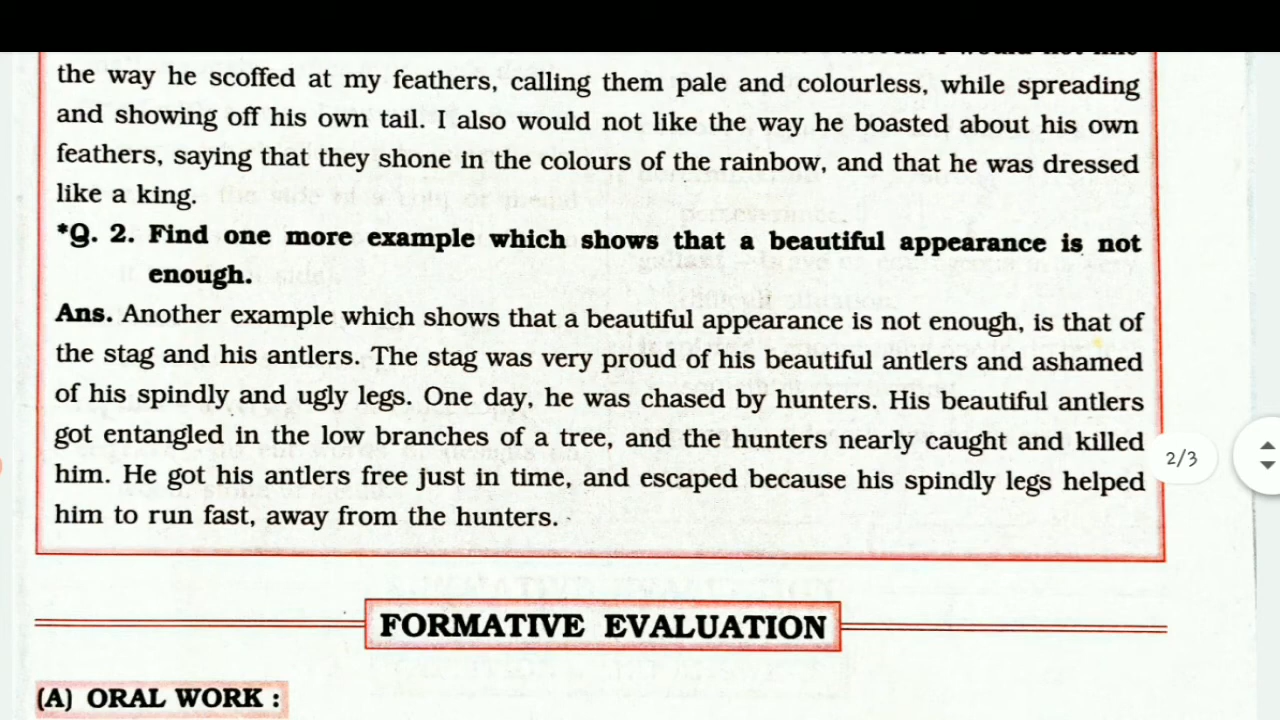 the way he scoffed at my feathers, calling them pale and colourless, while spreading
and showing off his own tail. I also would not like the way he boasted about his own
feathers, saying that they shone in the colours of the rainbow, and that he was dressed
like a king.
*Q. 2. Find one more example which shows that a beautiful appearance is not
enough.
Ans. Another example which shows that a beautiful appearance is not enough, is that of
the stag and his antlers. The stag was very proud of his beautiful antlers and ashamed
of his spindly and ugly legs. One day, he was chased by hunters. His beautiful antlers
got entangled in the low branches of a tree, and the hunters nearly caught and killed
him. He got his antlers free just in time, and escaped because his spindly legs helped
him to run fast, away from the hunters.
2/3
FORMATIVE EVALUATION
(A) ORAL WORK :